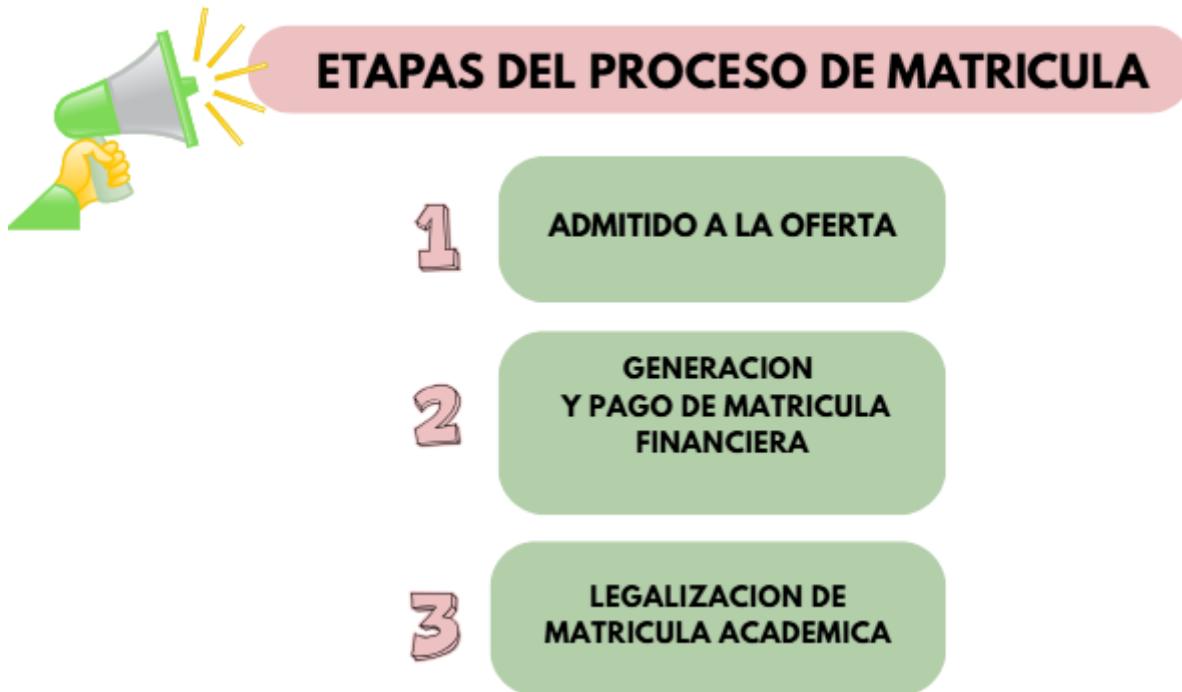 ETAPAS DEL PROCESO DE MATRICULA
1
ADMITIDO A LA OFERTA
2
GENERACION
Y PAGO DE MATRICULA
FINANCIERA
3
LEGALIZACION DE
MATRICULA ACADEMICA